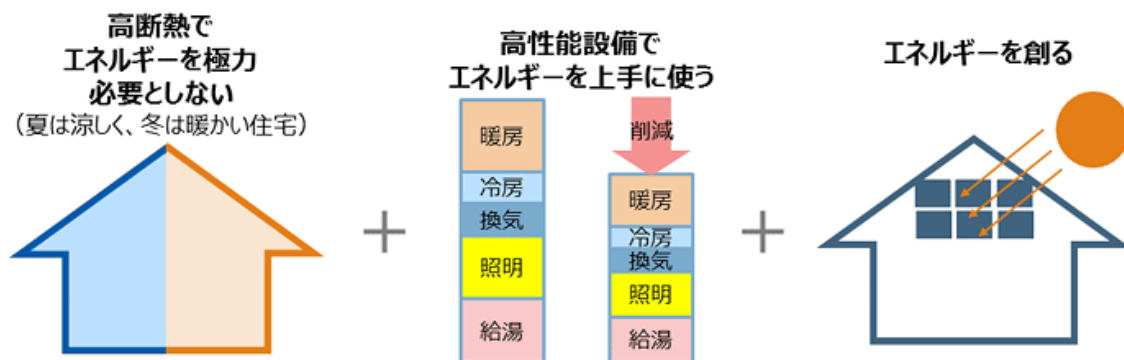 高断熱で
エネルギーを極力
必要としない
（夏は涼しく、冬は暖かい住宅）
高性能設備で
エネルギーを上手に使う
暖房
冷房
換気
照明
給湯
削減
暖房
冷房
換気
照明
給湯
エネルギーを創る